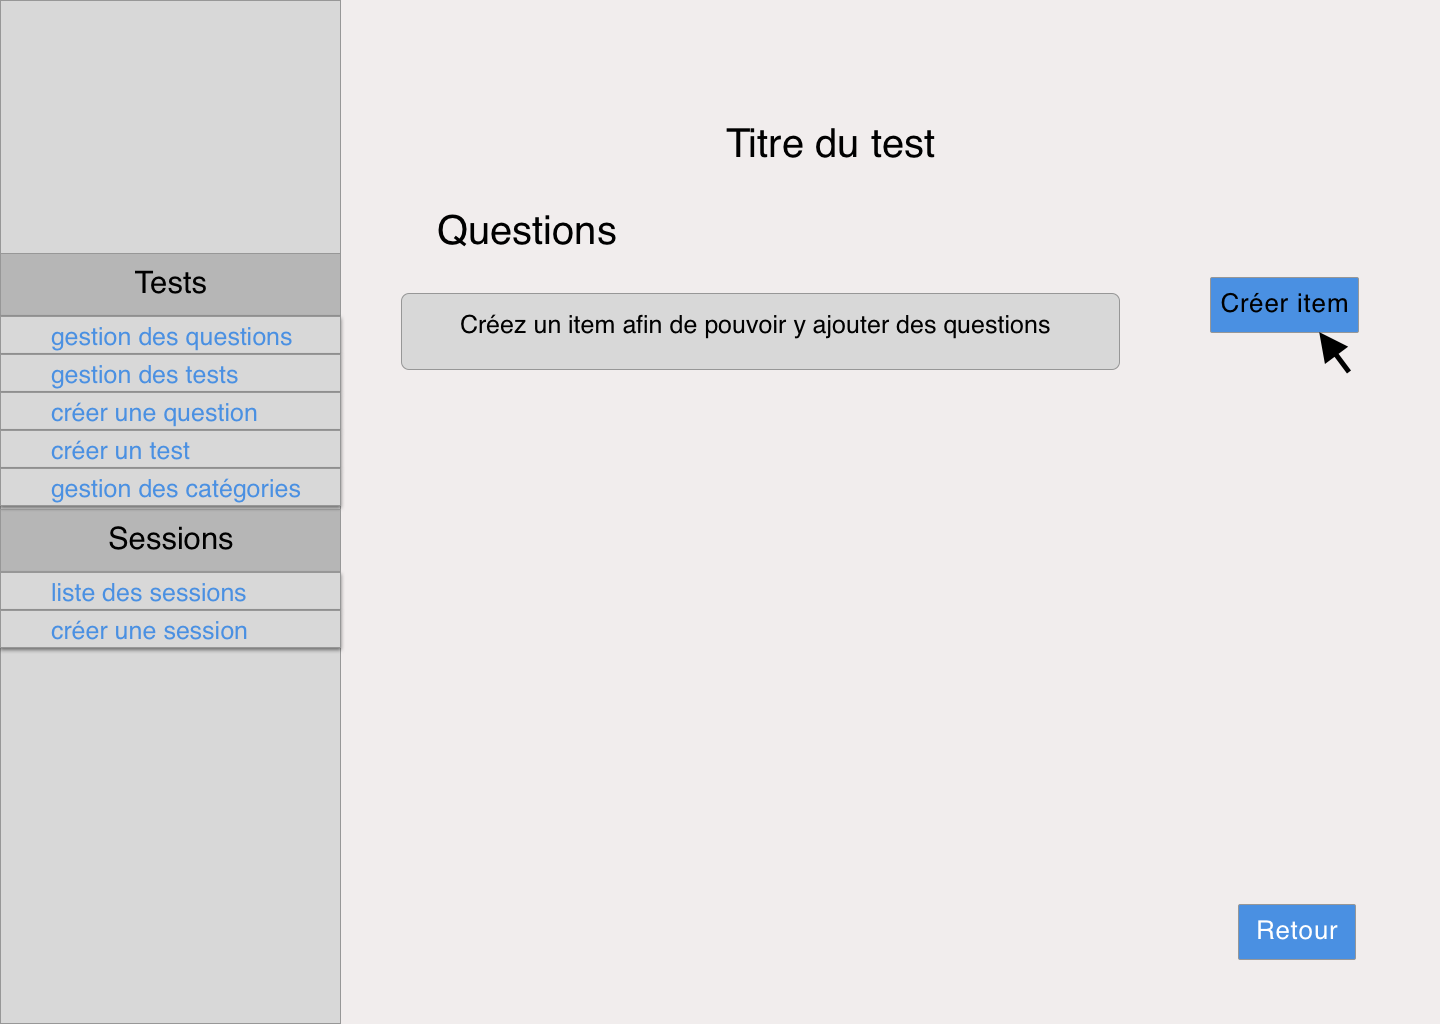 Tests
gestion des questions
gestion des tests
créer une question
créer un test
gestion des catégories
Sessions
liste des sessions
créer une session
Titre du test
Questions
Créez un item afin de pouvoir y ajouter des questions
Créer item
Retour